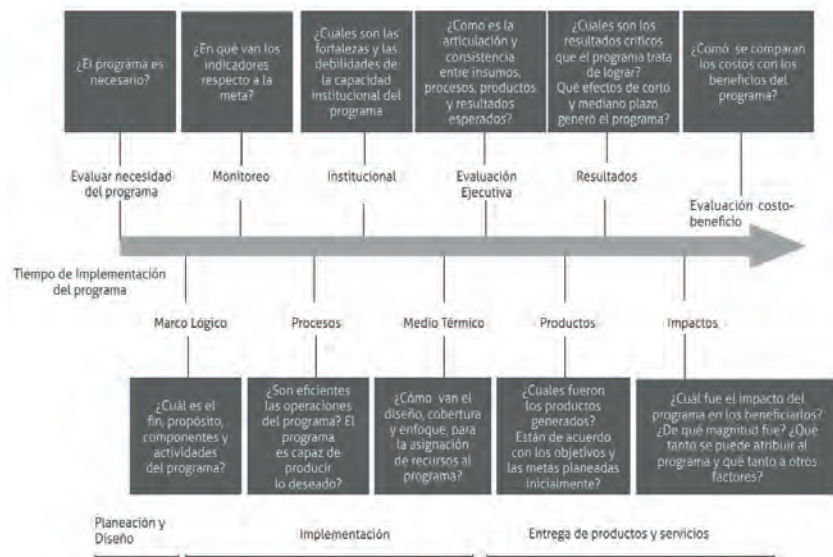 ¿El programa es
necesario?
¿En qué van los
indicadores
respecto a la
meta?
¿Cuales son las
fortalezas y las
debilidades de
la capacidad
institucional del
programa
¿Como es la
articulación y
consistencia
entre insumos,
procesos, productos
y resultados
esperados?
¿Cuales son los
resultados críticos
que el programa trata
de lograr?
Qué efectos de corto
y mediano plazo
generó el programa?
¿Comó se comparan
los costos con los
beneficios del
programa?
Evaluar necesidad
del programa
Monitoreo
Institucional
Evaluación
Ejecutiva
Resultados
Evaluación costo-
beneficio
Tiempo de Implementación
del programa
Marco Lógico
Procesos
Medio Térmico
Productos
Impactos
¿Cuál es el
fin, propósito,
componentes y
actividades
del programa?
¿Son eficientes
las operaciones
del programa? El
programa
es capaz de
producir
lo deseado?
¿Cómo van el
diseño, cobertura
y enfoque, para
la asignación
de recursos al
programa?
¿Cuales fueron
los productos
generados?
Están de acuerdo
con los objetivos y
las metas planeadas
inicialmente?
¿Cuál fue el impacto del
programa en los beneficiarios?
¿De qué magnitud fue? ¿Qué
tanto se puede atribuir al
programa y qué tanto a otros
factores?
Planeación y
Diseño
Implementación
Entrega de productos y servicios